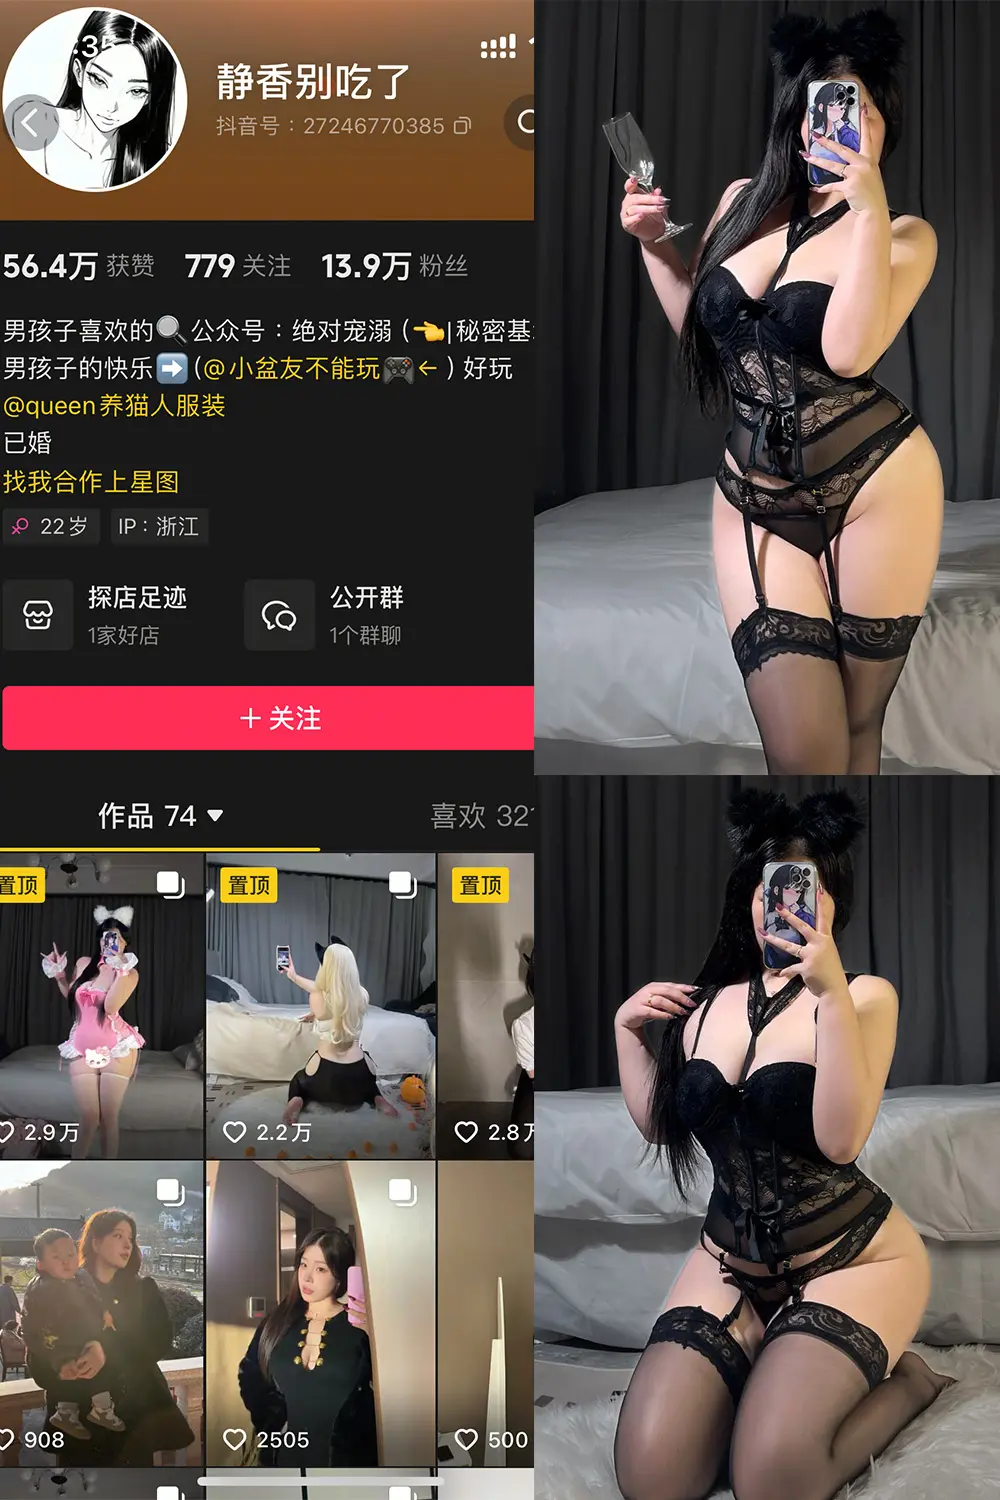 :35
静香别吃了
抖音号：27246770385
56.4万 获赞 779 关注 13.9万 粉丝
男孩子喜欢的🔍公众号：绝对宠溺（👈|秘密基
男孩子的快乐➡️(@小盆友不能玩🎮←）好玩
@queen养猫人服装
已婚
找我合作上星图
22岁 IP：浙江
探店足迹 公开群
1家好店 1个群聊
+ 关注
作品 74 喜欢 321
置顶 置顶 置顶
2.9万 2.2万 2.8万
908 2505 500